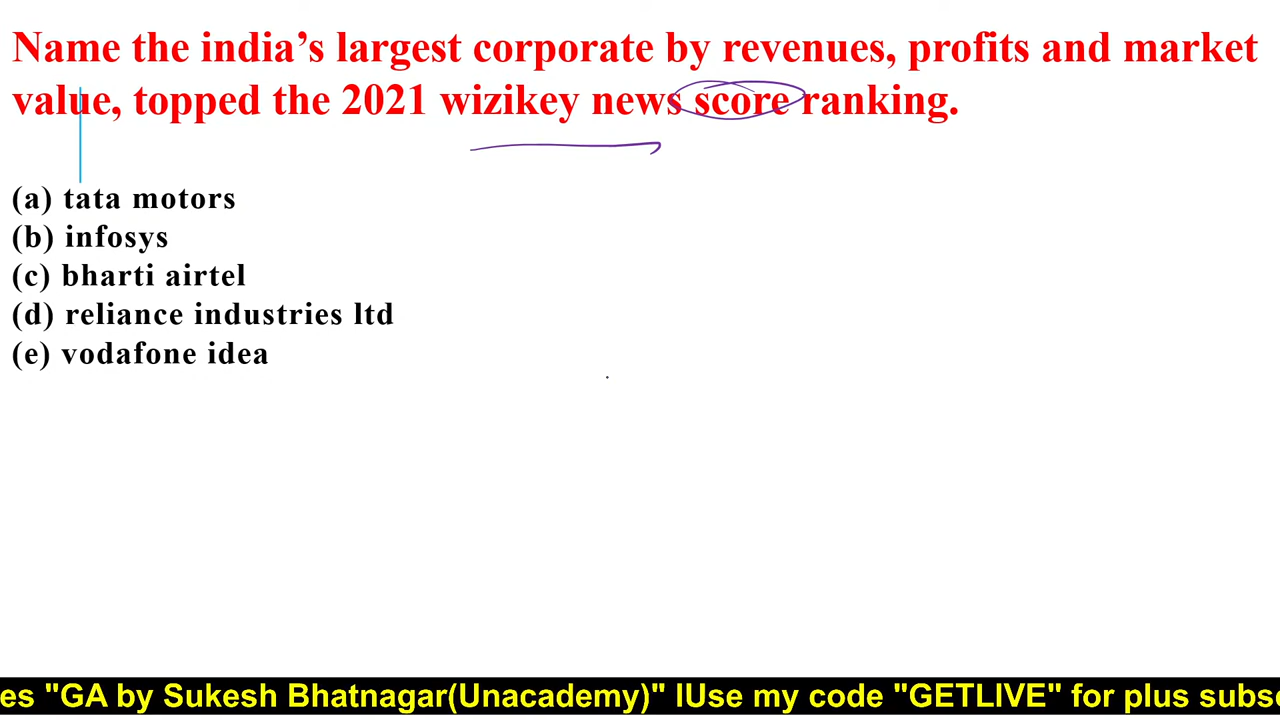 Name the india’s largest corporate by revenues, profits and market
value, topped the 2021 wizikey news score ranking.
(a) tata motors
(b) infosys
(c) bharti airtel
(d) reliance industries ltd
(e) vodafone idea
es "GA by Sukesh Bhatnagar(Unacademy)" IUse my code "GETLIVE" for plus subs